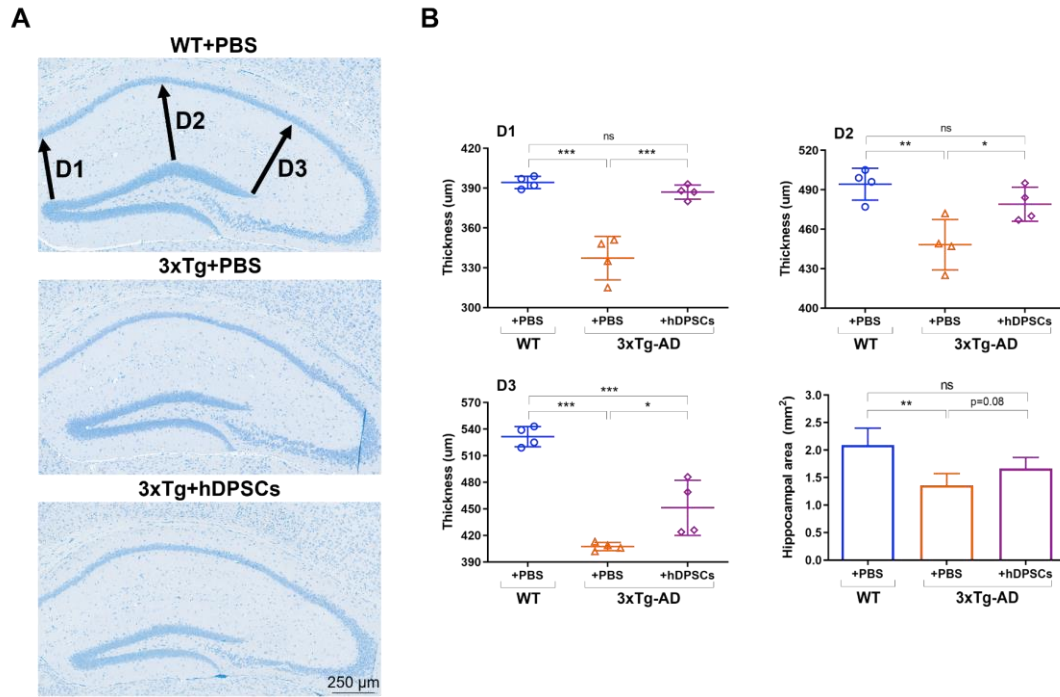 A
WT+PBS
D1
D2
D3
3xTg+PBS
3xTg+hDPSCs
250 µm
B
D1
ns
*** ***
Thickness (um)
420
390
360
330
300
+PBS +PBS +hDPSCs
WT 3xTg-AD
D2
ns
** *
Thickness (um)
520
490
460
430
400
+PBS +PBS +hDPSCs
WT 3xTg-AD
D3
***
*** *
Thickness (um)
570
540
510
480
450
420
390
+PBS +PBS +hDPSCs
WT 3xTg-AD
ns
** p=0.08
Hippocampal area (mm²)
3.0
2.5
2.0
1.5
1.0
0.5
0.0
+PBS +PBS +hDPSCs
WT 3xTg-AD